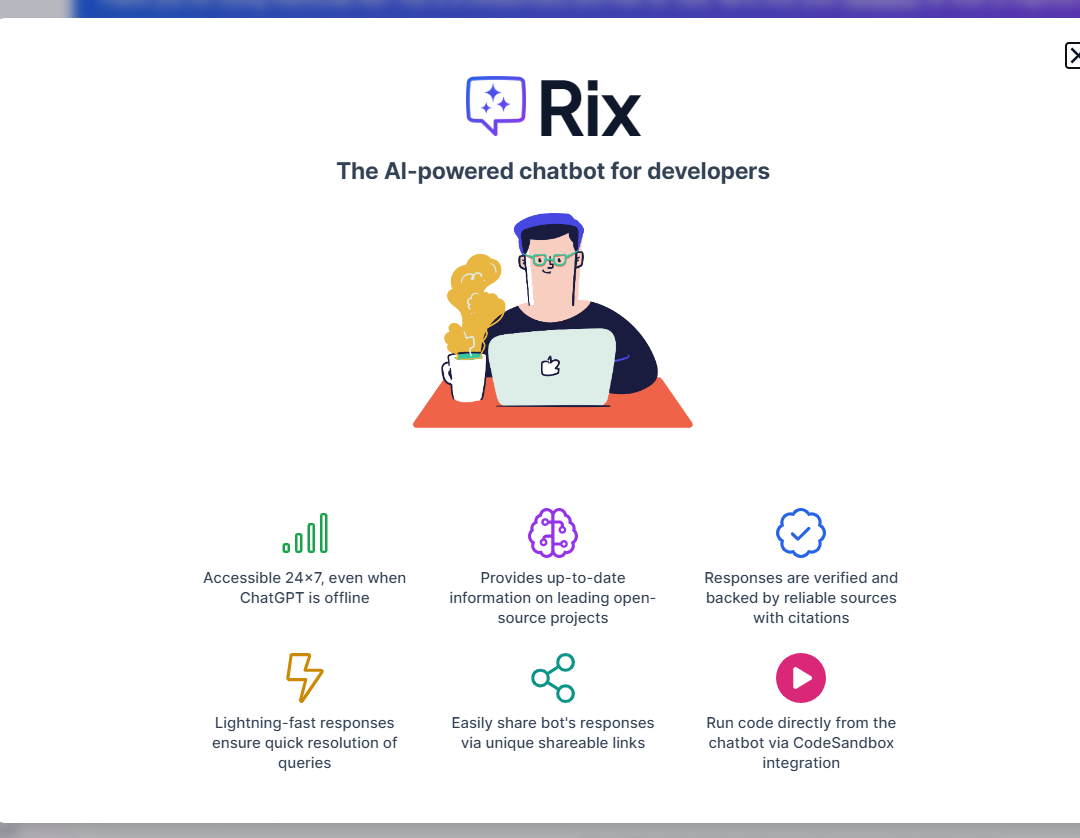 Rix
The AI-powered chatbot for developers
Accessible 24×7, even when
ChatGPT is offline
Provides up-to-date
information on leading open-
source projects
Responses are verified and
backed by reliable sources
with citations
Lightning-fast responses
ensure quick resolution of
queries
Easily share bot's responses
via unique shareable links
Run code directly from the
chatbot via CodeSandbox
integration